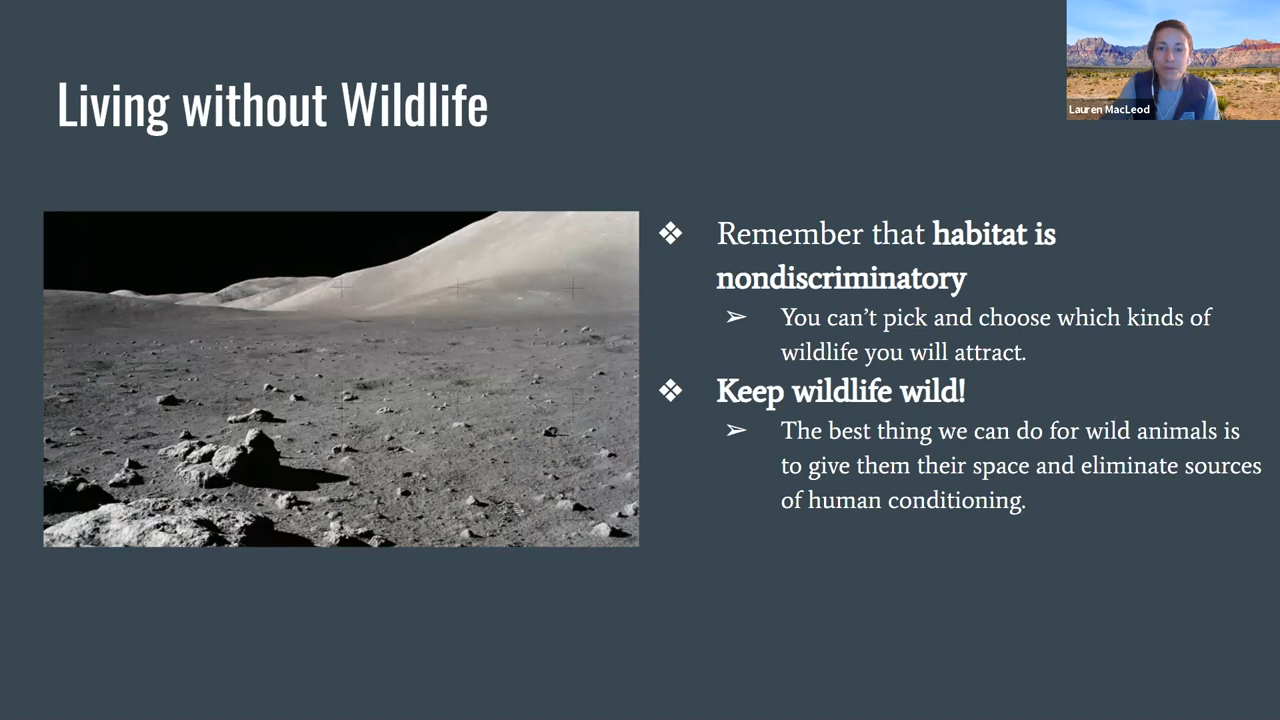 Lauren MacLeod
Living without Wildlife
❖ Remember that habitat is
nondiscriminatory
➢ You can’t pick and choose which kinds of
wildlife you will attract.
❖ Keep wildlife wild!
➢ The best thing we can do for wild animals is
to give them their space and eliminate sources
of human conditioning.